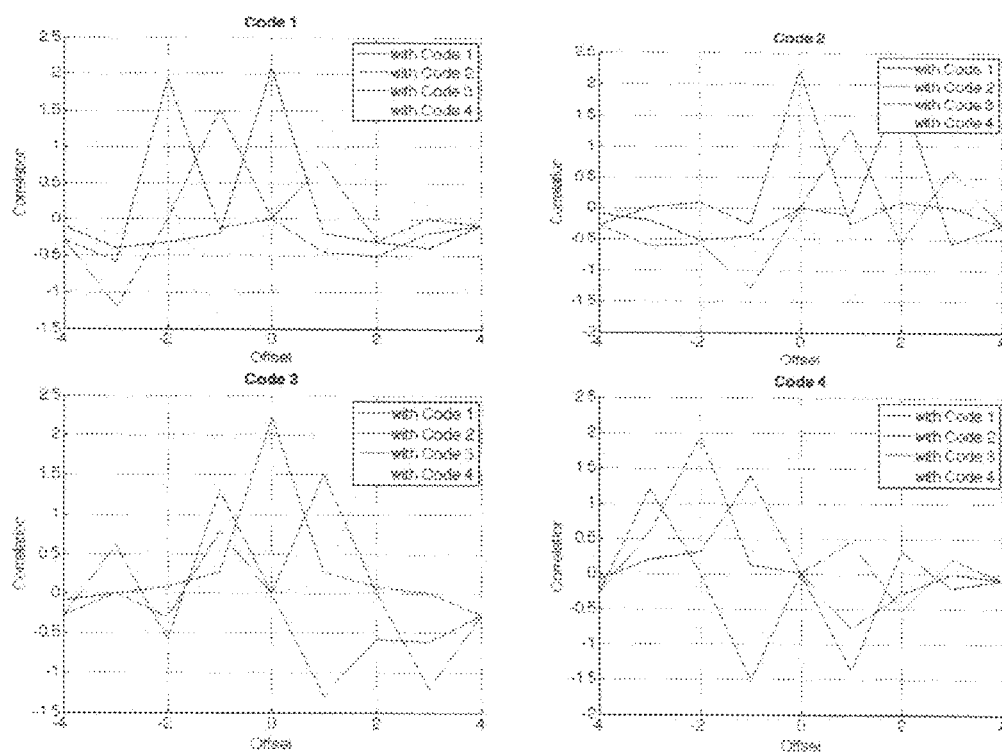 Code 1
2.5
2
1.5
1
0.5
0
-0.5
-1
-1.5
Correlation
-4
-2
0
2
4
Offset
with Code 1
with Code 2
with Code 3
with Code 4
Code 2
2.5
2
1.5
1
0.5
0
-0.5
-1
-1.5
-2
Correlation
-4
-2
0
2
4
Offset
with Code 1
with Code 2
with Code 3
with Code 4
Code 3
2.5
2
1.5
1
0.5
0
-0.5
-1
-1.5
Correlation
-4
-2
0
2
4
Offset
with Code 1
with Code 2
with Code 3
with Code 4
Code 4
2.5
2
1.5
1
0.5
0
-0.5
-1
-1.5
-2
Correlation
-4
-2
0
2
4
Offset
with Code 1
with Code 2
with Code 3
with Code 4